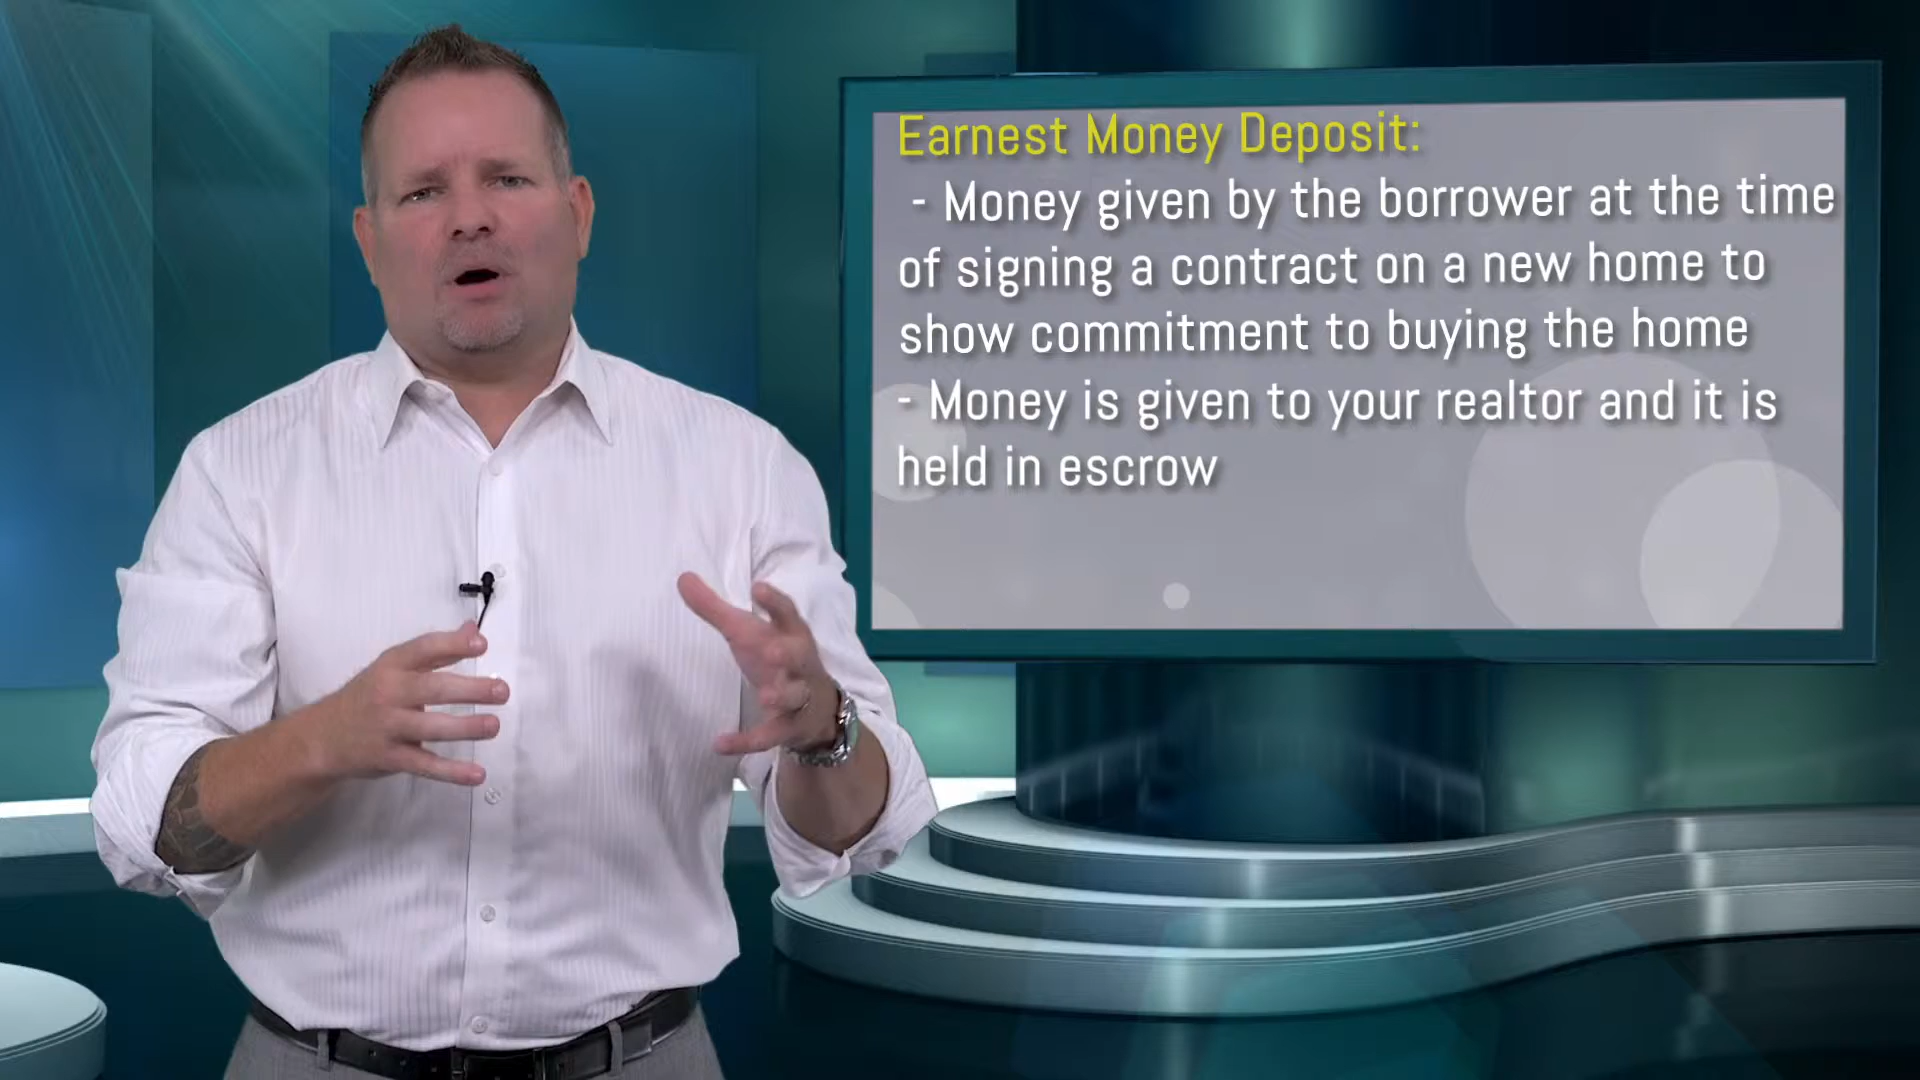 Earnest Money Deposit:
- Money given by the borrower at the time
of signing a contract on a new home to
show commitment to buying the home
- Money is given to your realtor and it is
held in escrow